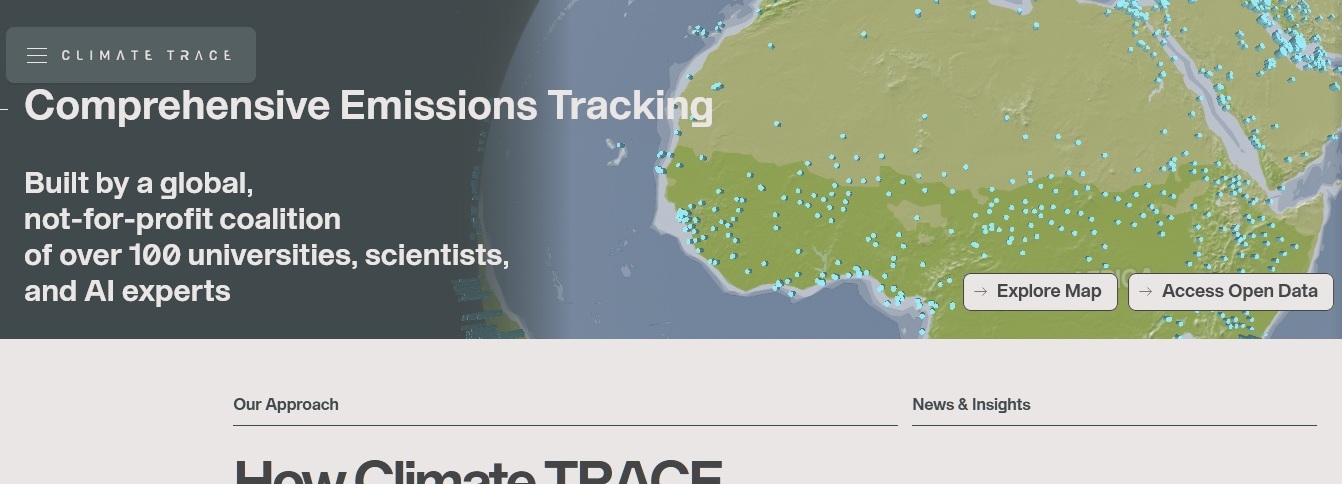 CLIMATE TRACE
Comprehensive Emissions Tracking
Built by a global,
not-for-profit coalition
of over 100 universities, scientists,
and AI experts
Explore Map
Access Open Data
Our Approach
News & Insights
How Climate TRACE